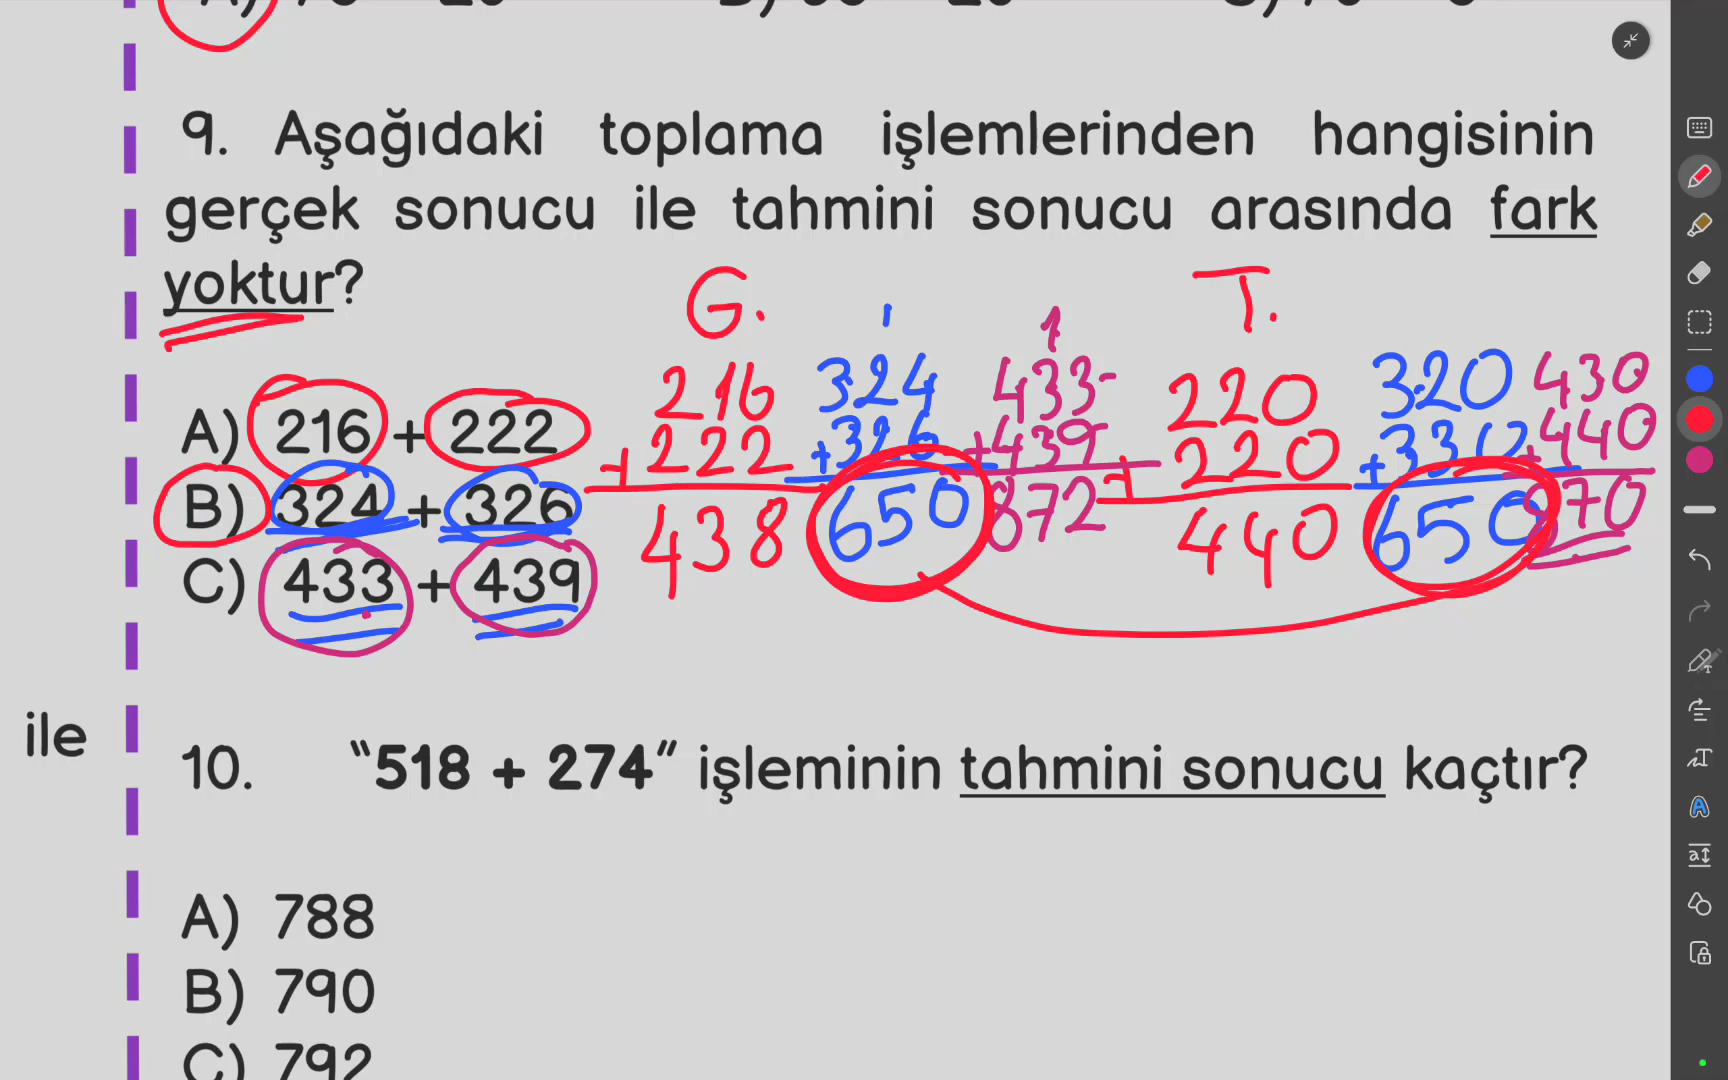 9. Aşağıdaki toplama işlemlerinden hangisinin
gerçek sonucu ile tahmini sonucu arasında fark
yoktur?
G. T.
1 1
216 324 433 220 320 430
A) 216 + 222 +222 +326 +439 +220 +330 +440
B) 324 + 326 438 650 872 440 650 870
C) 433 + 439
ile
10. “518 + 274” işleminin tahmini sonucu kaçtır?
A) 788
B) 790
C) 792